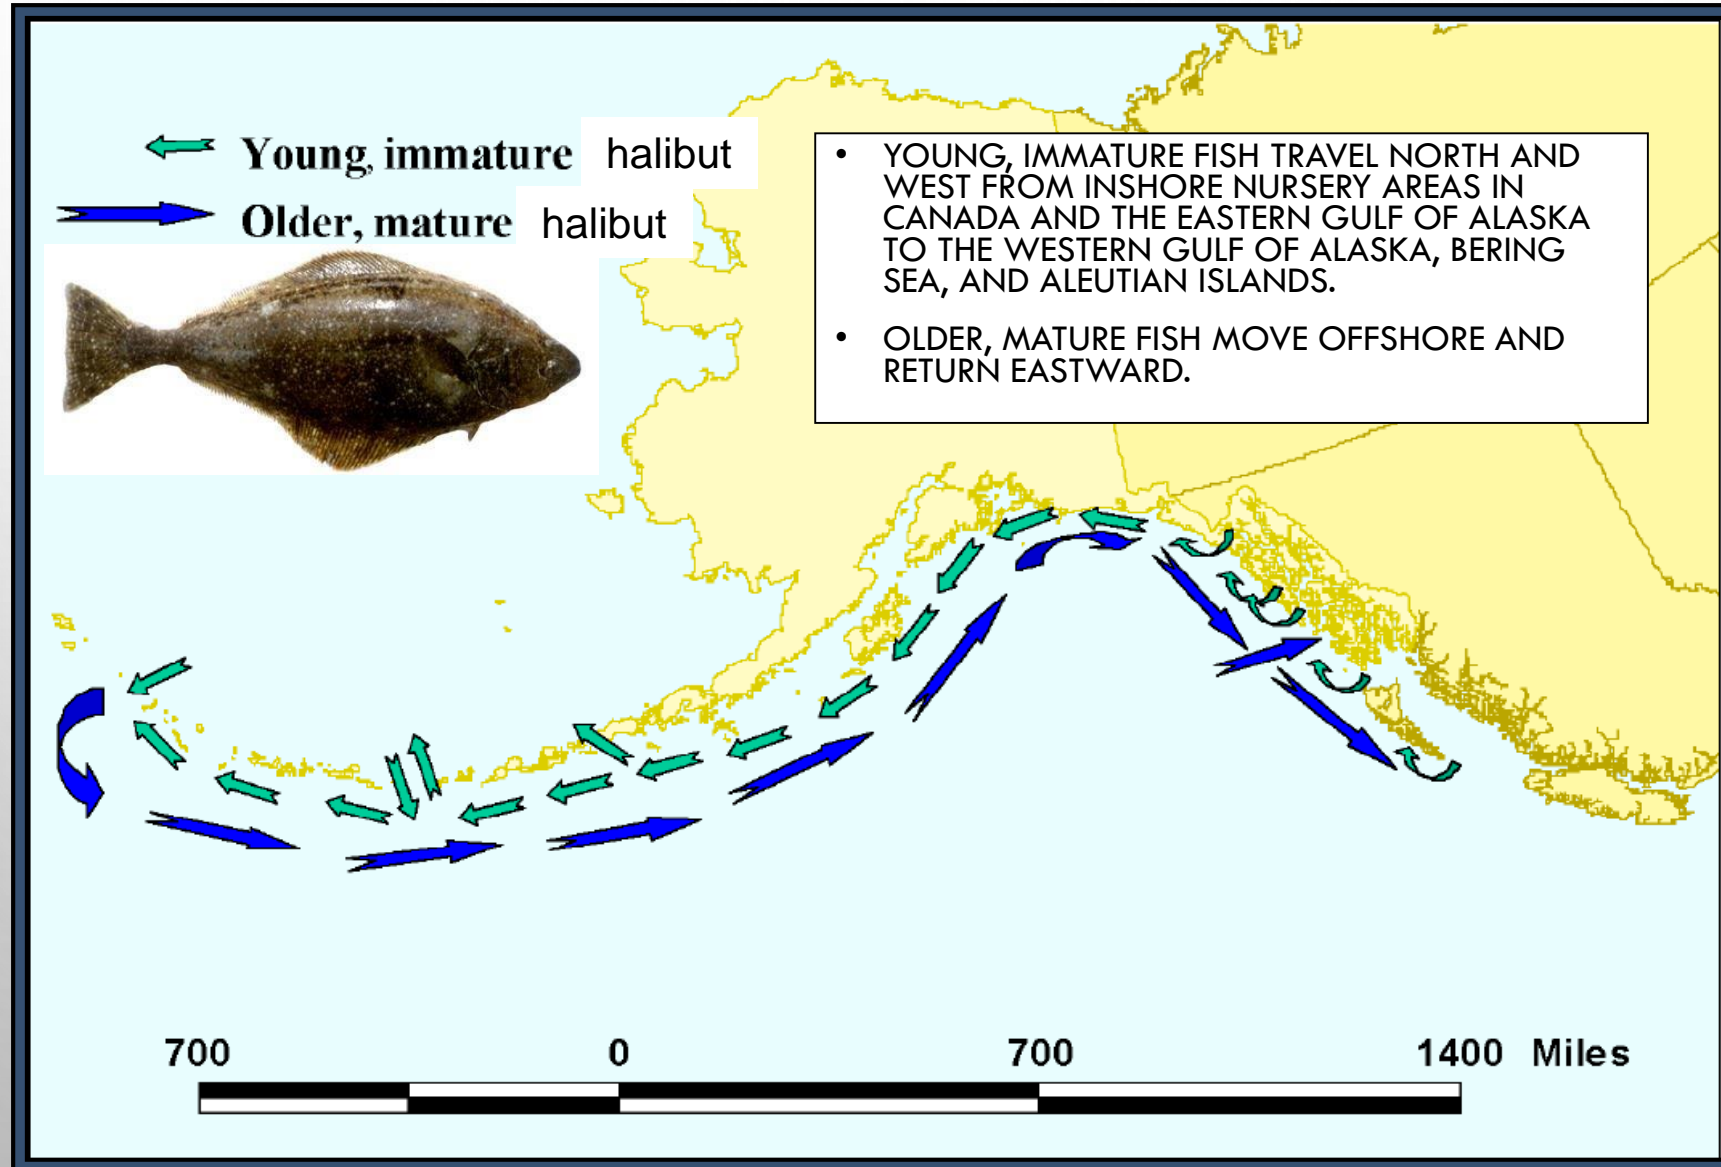 Young, immature halibut
Older, mature halibut
• YOUNG, IMMATURE FISH TRAVEL NORTH AND
WEST FROM INSHORE NURSERY AREAS IN
CANADA AND THE EASTERN GULF OF ALASKA
TO THE WESTERN GULF OF ALASKA, BERING
SEA, AND ALEUTIAN ISLANDS.
• OLDER, MATURE FISH MOVE OFFSHORE AND
RETURN EASTWARD.
700 0 700 1400 Miles